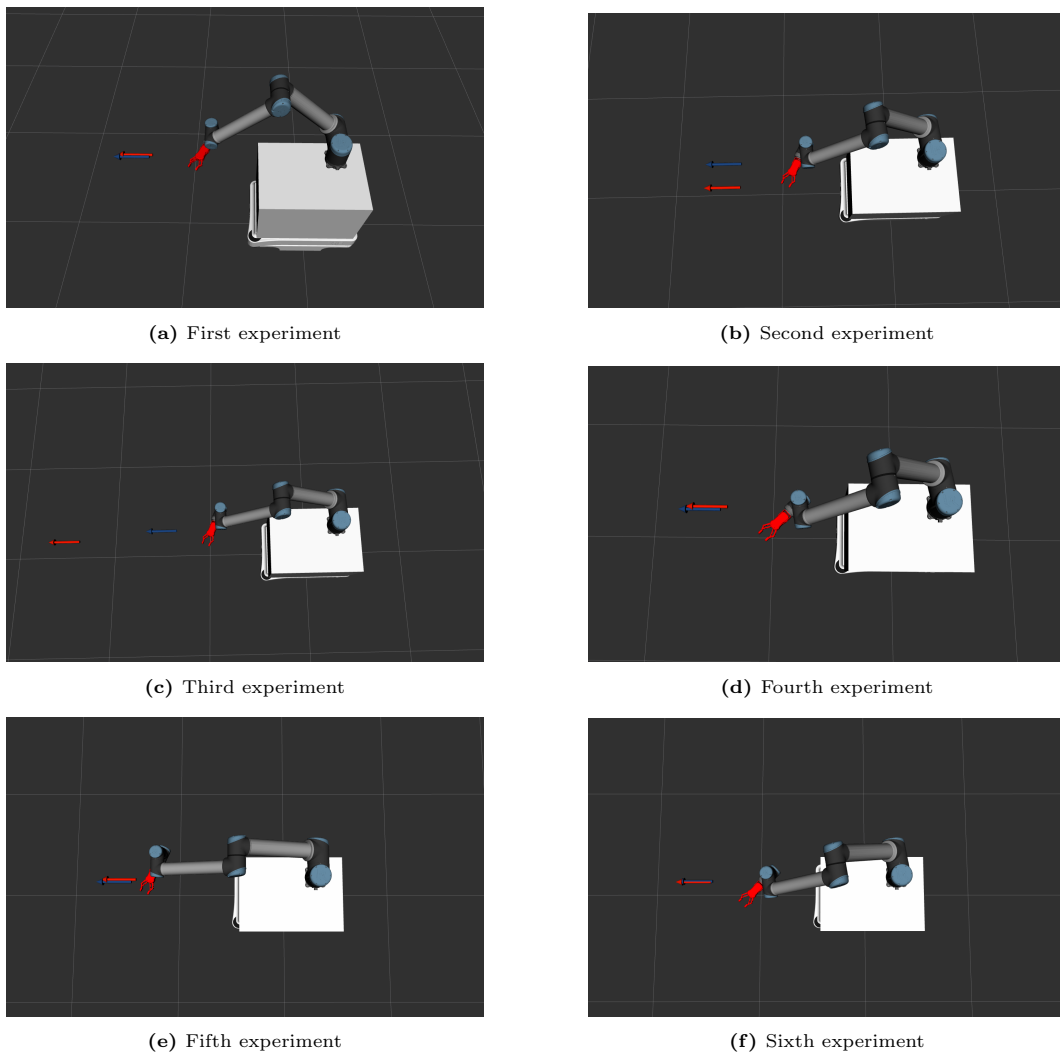 (a) First experiment
(b) Second experiment
(c) Third experiment
(d) Fourth experiment
(e) Fifth experiment
(f) Sixth experiment